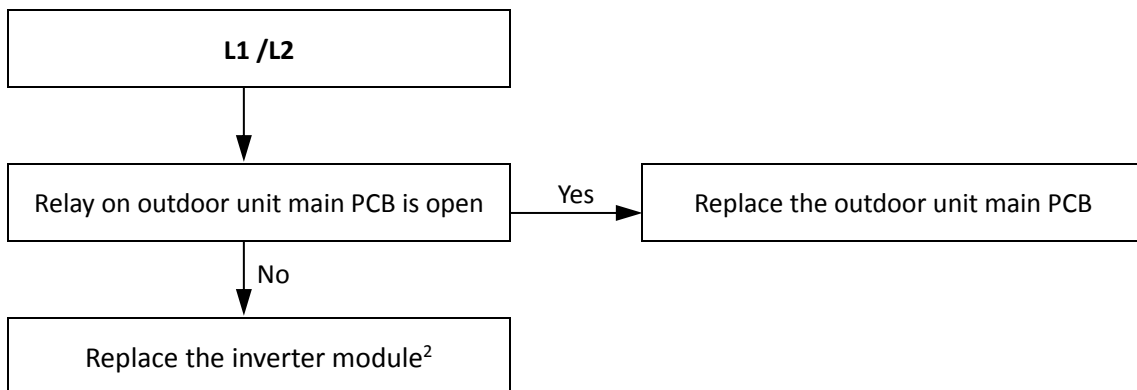 L1 /L2
Relay on outdoor unit main PCB is open
Yes
Replace the outdoor unit main PCB
No
Replace the inverter module²